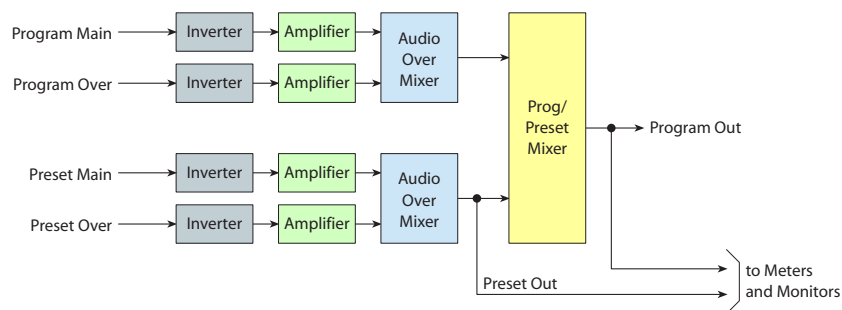 Program Main
Inverter
Amplifier
Audio
Over
Mixer
Program Over
Inverter
Amplifier
Prog/
Preset
Mixer
Program Out
Preset Main
Inverter
Amplifier
Audio
Over
Mixer
Preset Over
Inverter
Amplifier
Preset Out
to Meters
and Monitors